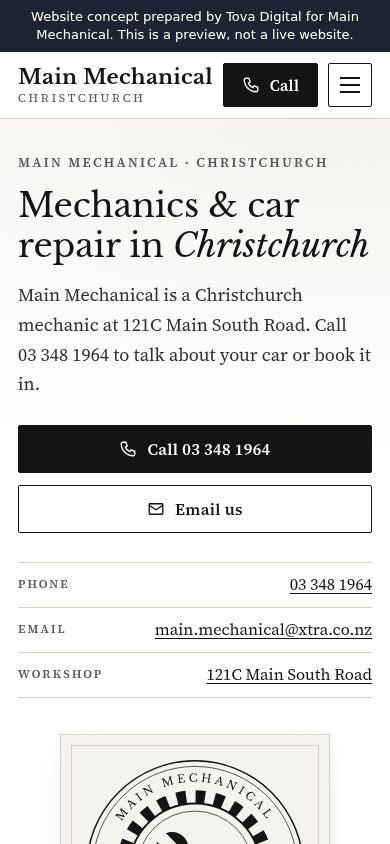 Website concept prepared by Tova Digital for Main
Mechanical. This is a preview, not a live website.
Main Mechanical
CHRISTCHURCH
Call
MAIN MECHANICAL · CHRISTCHURCH
Mechanics & car
repair in Christchurch
Main Mechanical is a Christchurch
mechanic at 121C Main South Road. Call
03 348 1964 to talk about your car or book it
in.
Call 03 348 1964
Email us
PHONE
03 348 1964
EMAIL
main.mechanical@xtra.co.nz
WORKSHOP
121C Main South Road
MAIN MECHANICAL